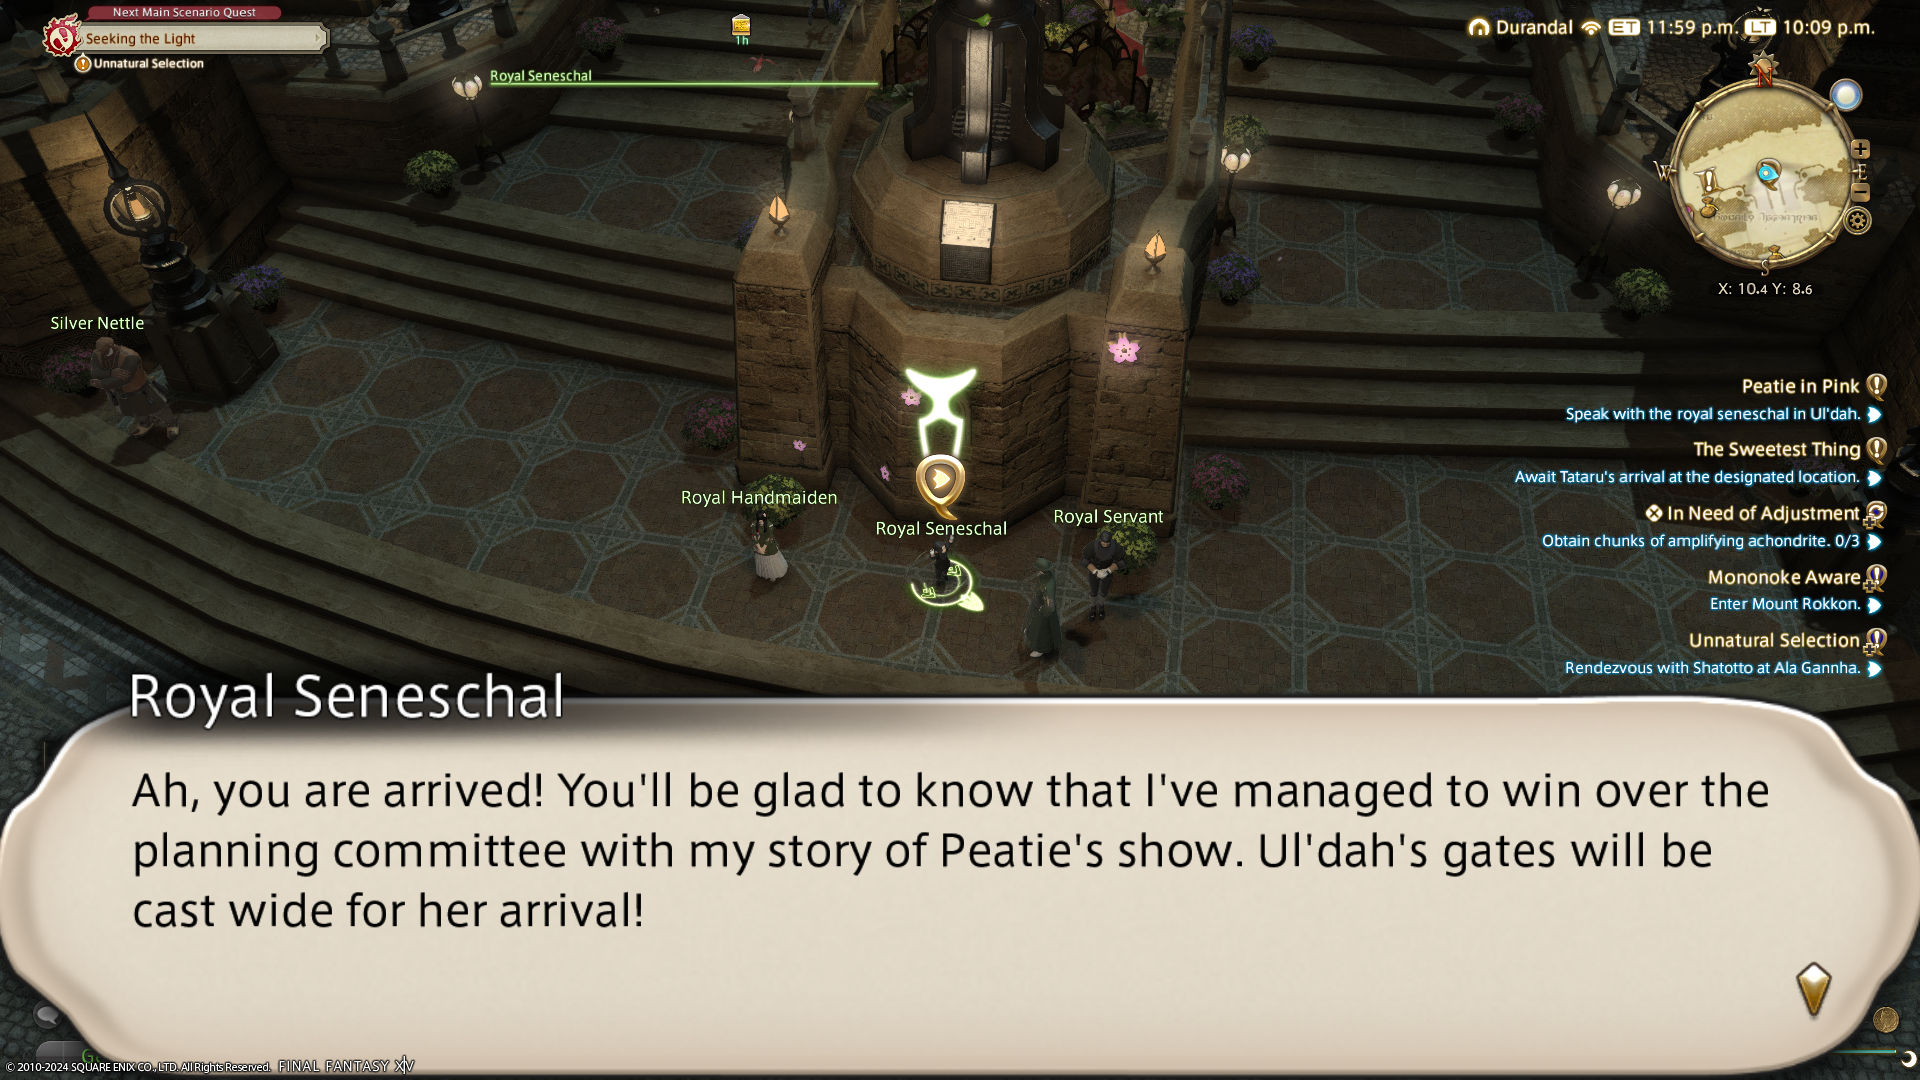 Next Main Scenario Quest
Seeking the Light
Unnatural Selection
1h
Royal Seneschal
Durandal ET 11:59 p.m. LT 10:09 p.m.
N
W
E
S
X: 10.4 Y: 8.6
Silver Nettle
Peatie in Pink
Speak with the royal seneschal in Ul'dah.
The Sweetest Thing
Await Tataru's arrival at the designated location.
In Need of Adjustment
Obtain chunks of amplifying achondrite. 0/3
Mononoke Aware
Enter Mount Rokkon.
Unnatural Selection
Rendezvous with Shatotto at Ala Gannha.
Royal Handmaiden
Royal Seneschal
Royal Servant
Royal Seneschal
Ah, you are arrived! You'll be glad to know that I've managed to win over the
planning committee with my story of Peatie's show. Ul'dah's gates will be
cast wide for her arrival!
© 2010-2024 SQUARE ENIX CO., LTD. All Rights Reserved. FINAL FANTASY XIV